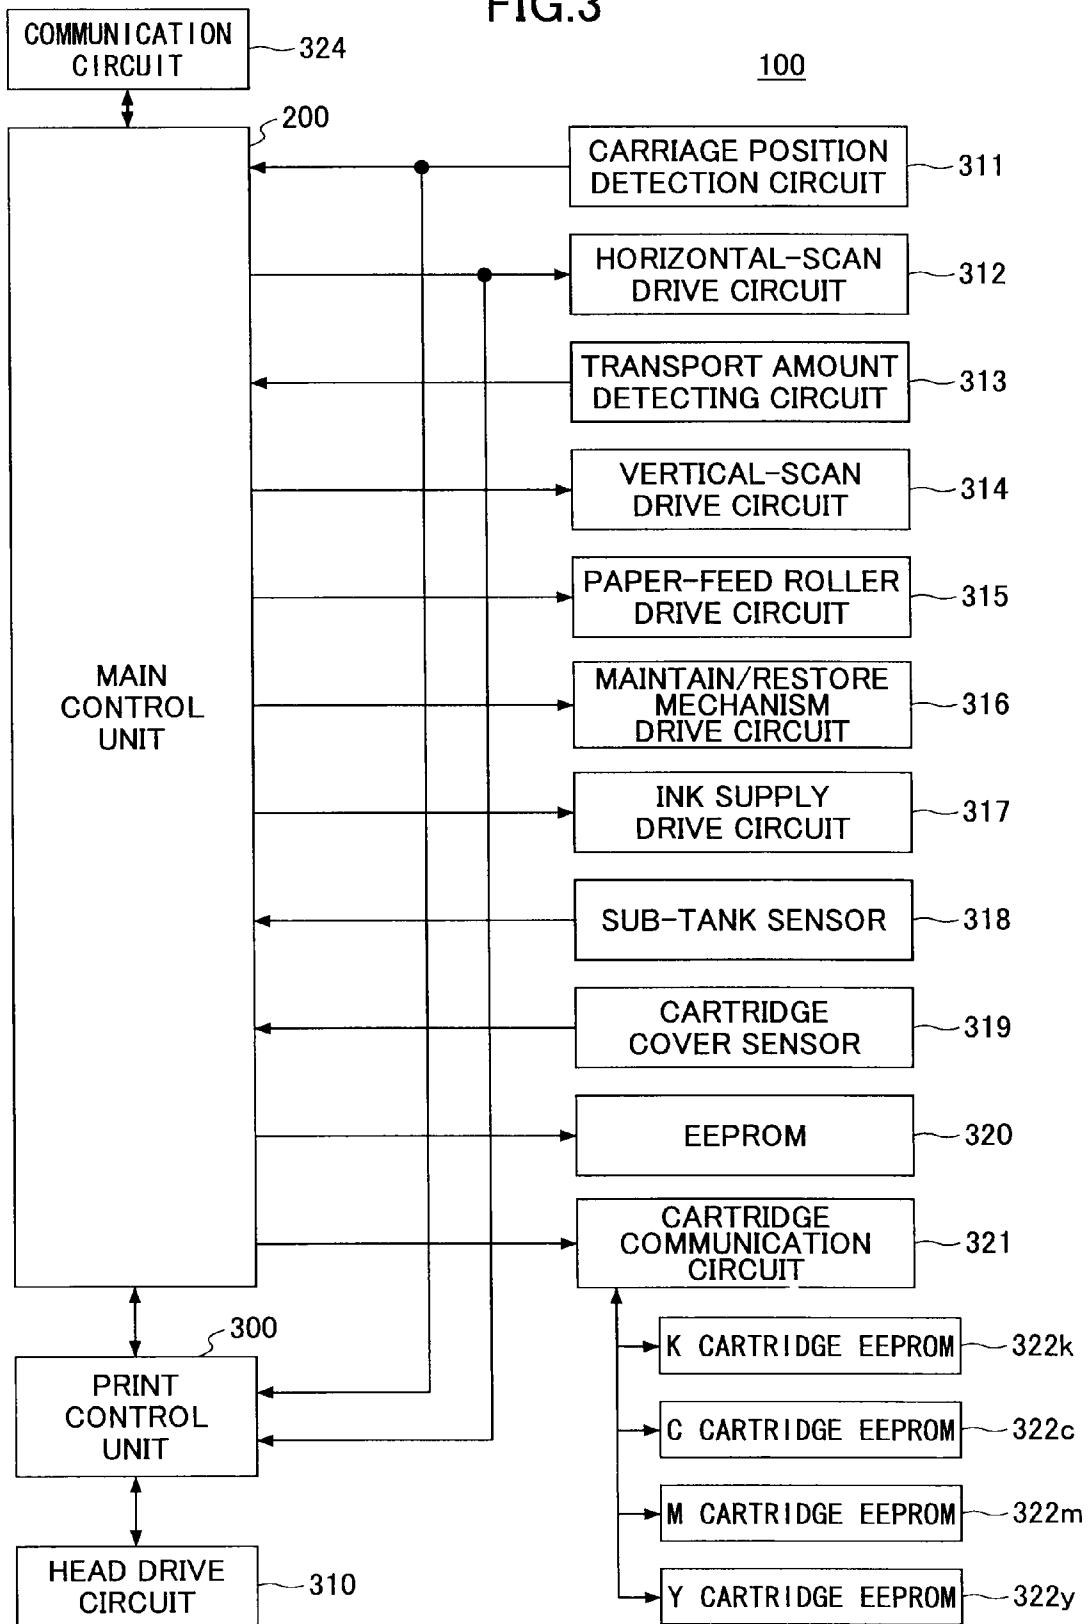 FIG.3
COMMUNICATION
CIRCUIT
324
100
200
MAIN
CONTROL
UNIT
CARRIAGE POSITION
DETECTION CIRCUIT
311
HORIZONTAL-SCAN
DRIVE CIRCUIT
312
TRANSPORT AMOUNT
DETECTING CIRCUIT
313
VERTICAL-SCAN
DRIVE CIRCUIT
314
PAPER-FEED ROLLER
DRIVE CIRCUIT
315
MAINTAIN/RESTORE
MECHANISM
DRIVE CIRCUIT
316
INK SUPPLY
DRIVE CIRCUIT
317
SUB-TANK SENSOR
318
CARTRIDGE
COVER SENSOR
319
EEPROM
320
CARTRIDGE
COMMUNICATION
CIRCUIT
321
300
PRINT
CONTROL
UNIT
K CARTRIDGE EEPROM
322k
C CARTRIDGE EEPROM
322c
M CARTRIDGE EEPROM
322m
Y CARTRIDGE EEPROM
322y
HEAD DRIVE
CIRCUIT
310